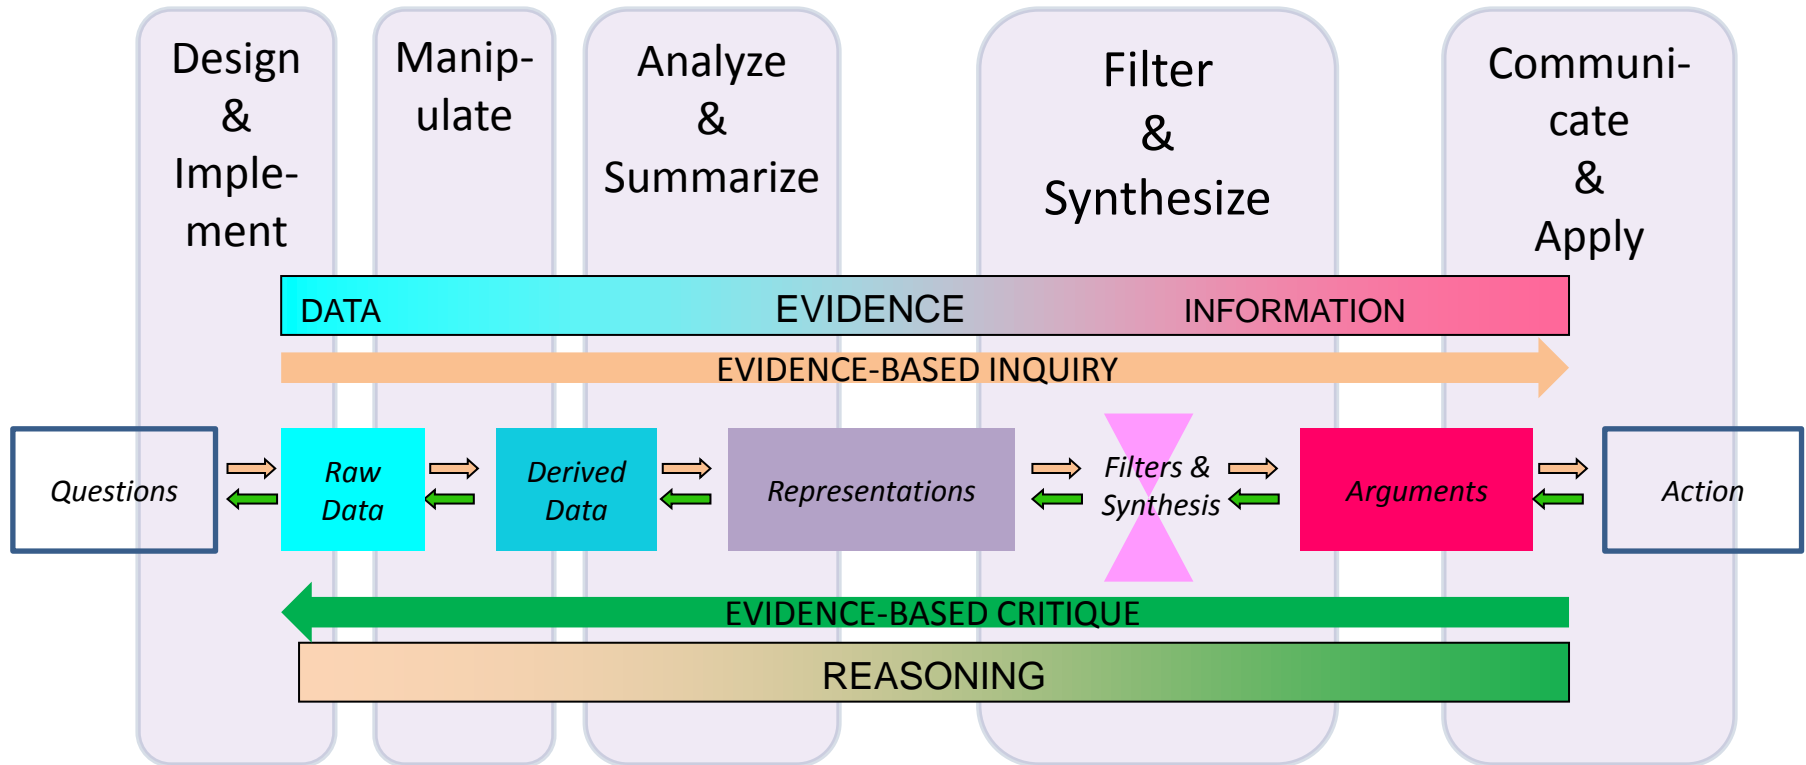 Design
&
Imple-
ment
Manip-
ulate
Analyze
&
Summarize
Filter
&
Synthesize
Communi-
cate
&
Apply
DATA
EVIDENCE
INFORMATION
EVIDENCE-BASED INQUIRY
Questions
Raw
Data
Derived
Data
Representations
Filters &
Synthesis
Arguments
Action
EVIDENCE-BASED CRITIQUE
REASONING